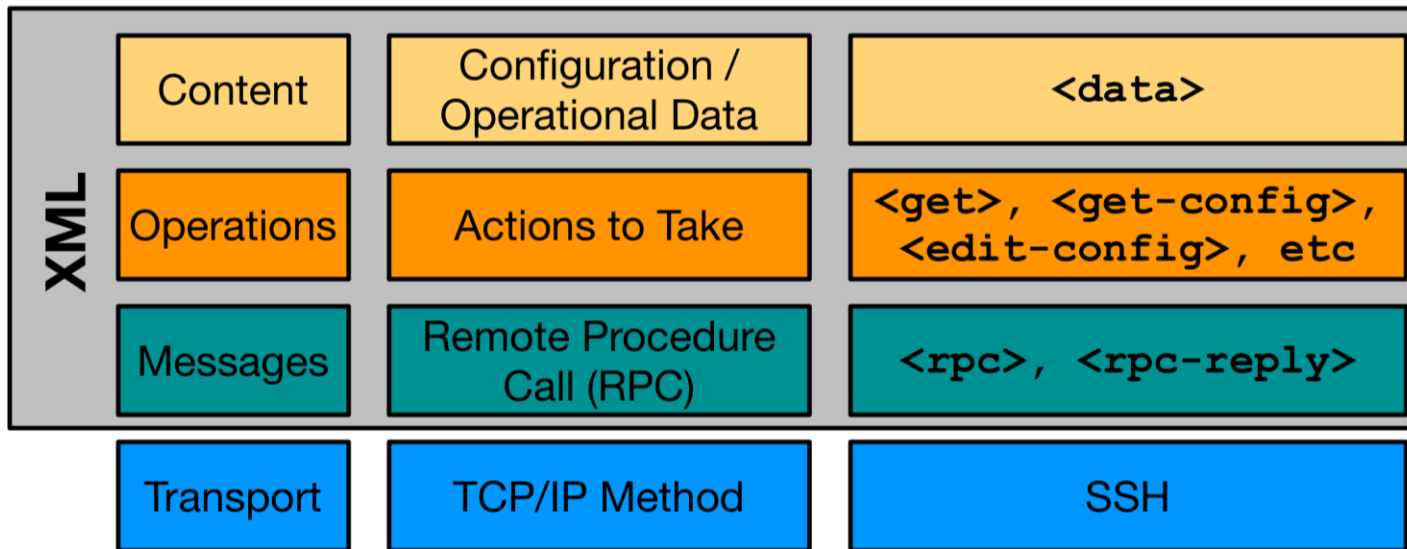 XML
Content
Configuration /
Operational Data
<data>
Operations
Actions to Take
<get>, <get-config>,
<edit-config>, etc
Messages
Remote Procedure
Call (RPC)
<rpc>, <rpc-reply>
Transport
TCP/IP Method
SSH